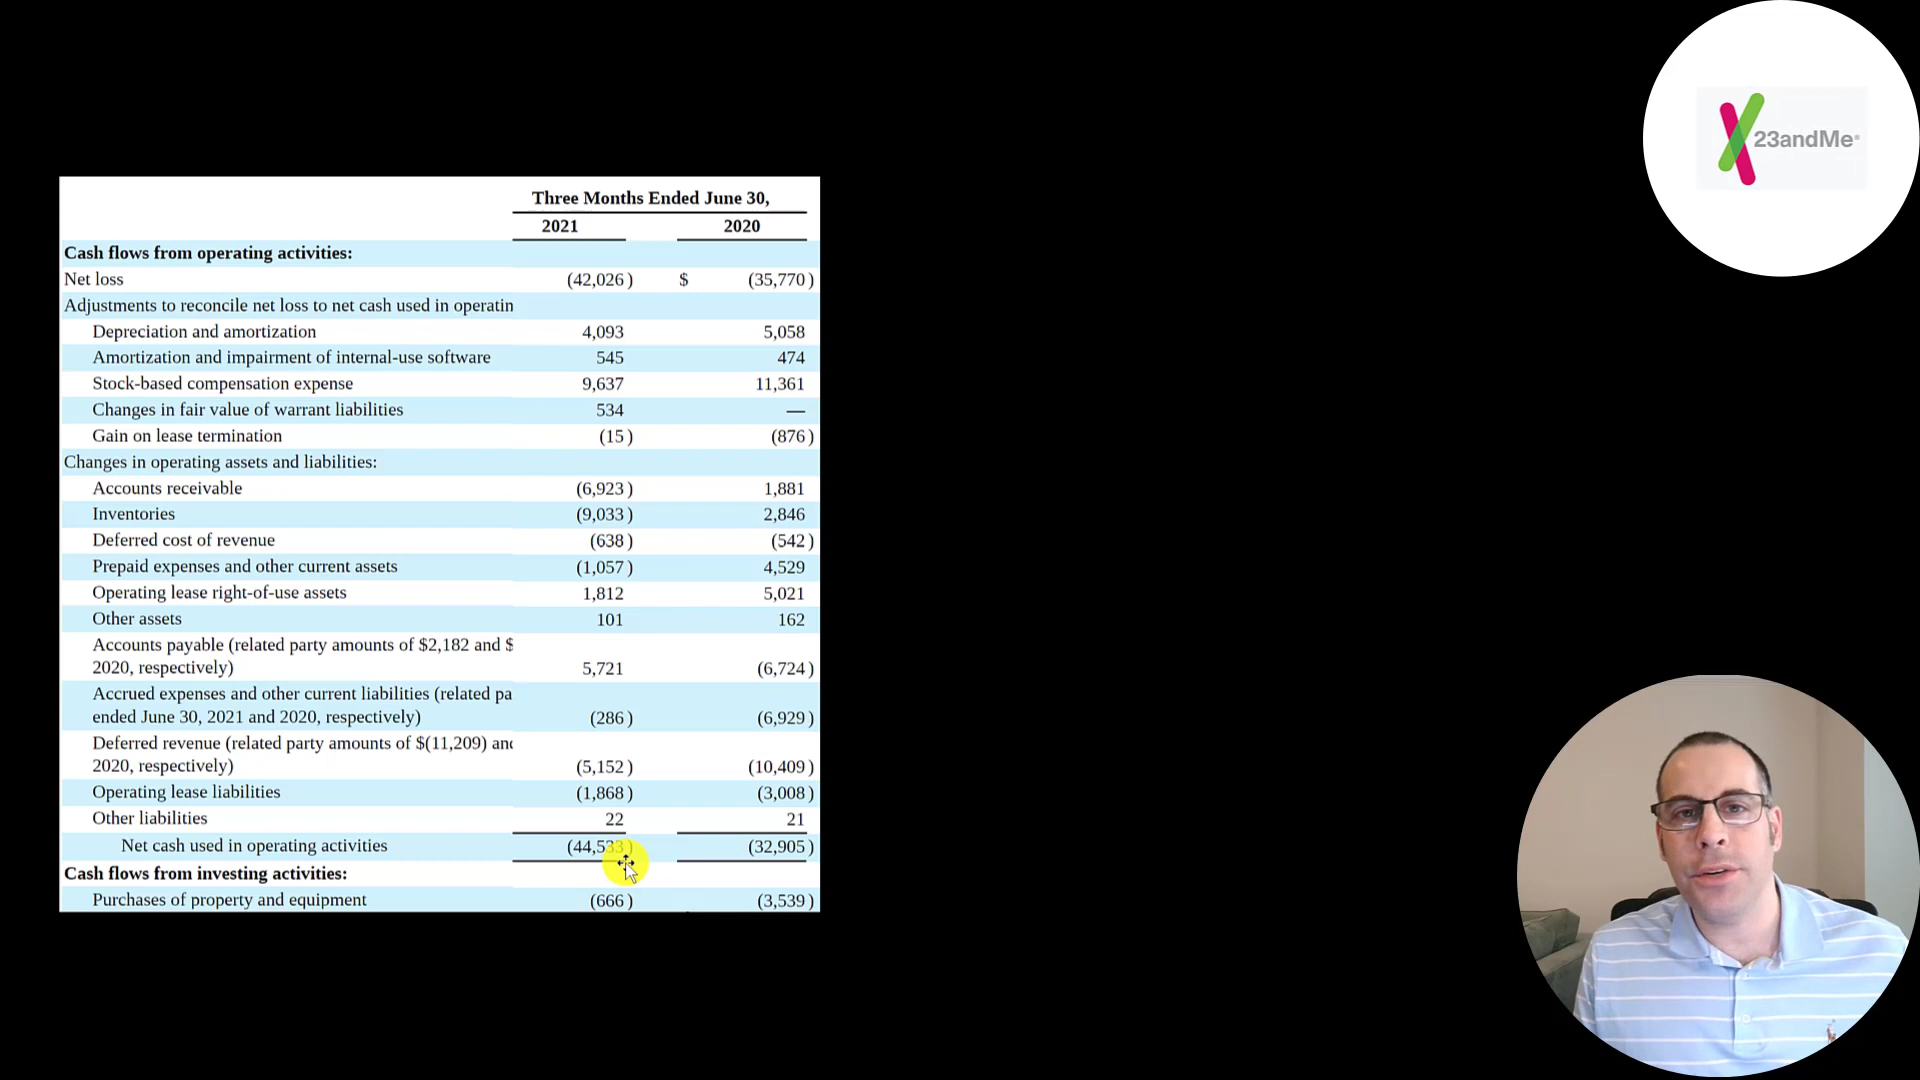 23andMe®
Three Months Ended June 30,
2021 2020
Cash flows from operating activities:
Net loss (42,026) $ (35,770)
Adjustments to reconcile net loss to net cash used in operatin
Depreciation and amortization 4,093 5,058
Amortization and impairment of internal-use software 545 474
Stock-based compensation expense 9,637 11,361
Changes in fair value of warrant liabilities 534 —
Gain on lease termination (15) (876)
Changes in operating assets and liabilities:
Accounts receivable (6,923) 1,881
Inventories (9,033) 2,846
Deferred cost of revenue (638) (542)
Prepaid expenses and other current assets (1,057) 4,529
Operating lease right-of-use assets 1,812 5,021
Other assets 101 162
Accounts payable (related party amounts of $2,182 and $
2020, respectively) 5,721 (6,724)
Accrued expenses and other current liabilities (related pa
ended June 30, 2021 and 2020, respectively) (286) (6,929)
Deferred revenue (related party amounts of $(11,209) and
2020, respectively) (5,152) (10,409)
Operating lease liabilities (1,868) (3,008)
Other liabilities 22 21
Net cash used in operating activities (44,533) (32,905)
Cash flows from investing activities:
Purchases of property and equipment (666) (3,539)